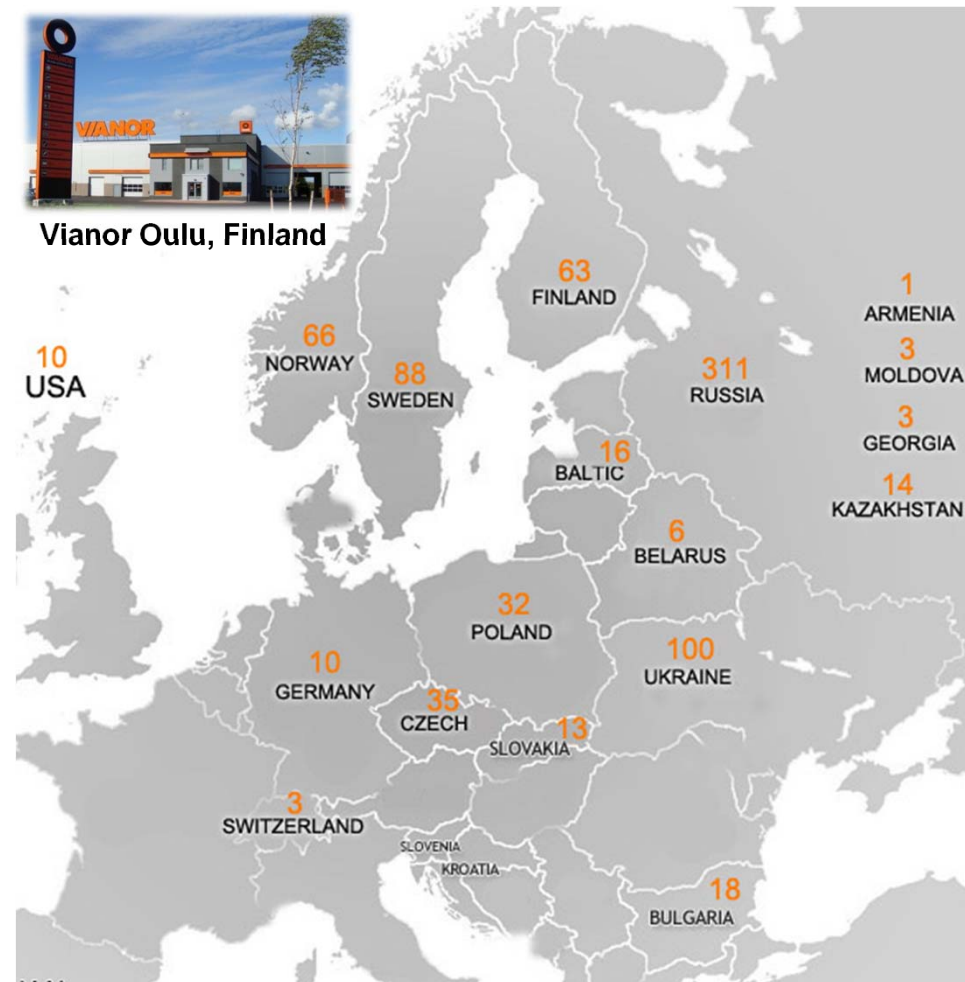 VIANOR
Vianor Oulu, Finland
63
FINLAND
1
ARMENIA
66
NORWAY
10
USA
88
SWEDEN
311
RUSSIA
3
MOLDOVA
3
GEORGIA
16
BALTIC
14
KAZAKHSTAN
6
BELARUS
32
POLAND
100
UKRAINE
10
GERMANY
35
CZECH
13
SLOVAKIA
3
SWITZERLAND
SLOVENIA
KROATIA
18
BULGARIA